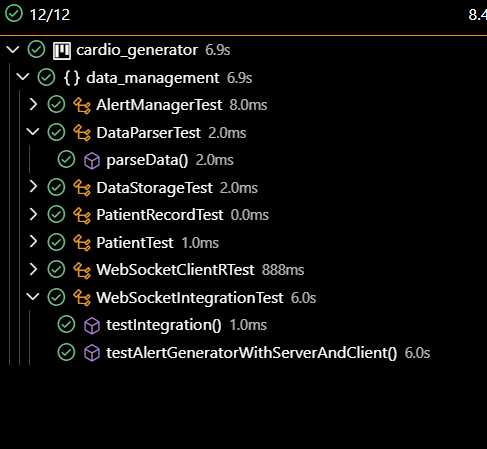 12/12 8.4
cardio_generator 6.9s
{} data_management 6.9s
AlertManagerTest 8.0ms
DataParserTest 2.0ms
parseData() 2.0ms
DataStorageTest 2.0ms
PatientRecordTest 0.0ms
PatientTest 1.0ms
WebSocketClientRTest 888ms
WebSocketIntegrationTest 6.0s
testIntegration() 1.0ms
testAlertGeneratorWithServerAndClient() 6.0s